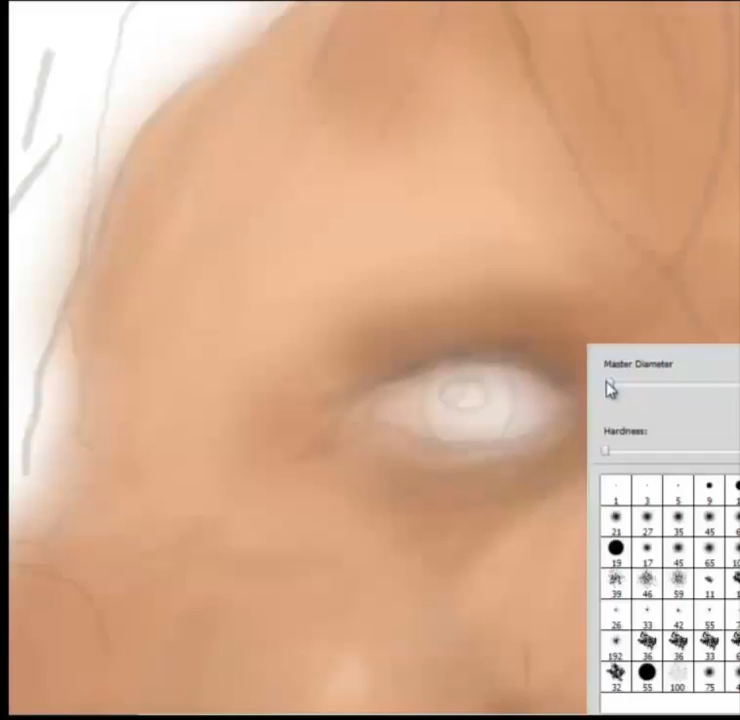 Master Diameter
Hardness:
1 3 5 9
21 27 35 45
19 17 45 65
39 46 59 11
26 33 42 55
192 36 36 33
32 55 100 75